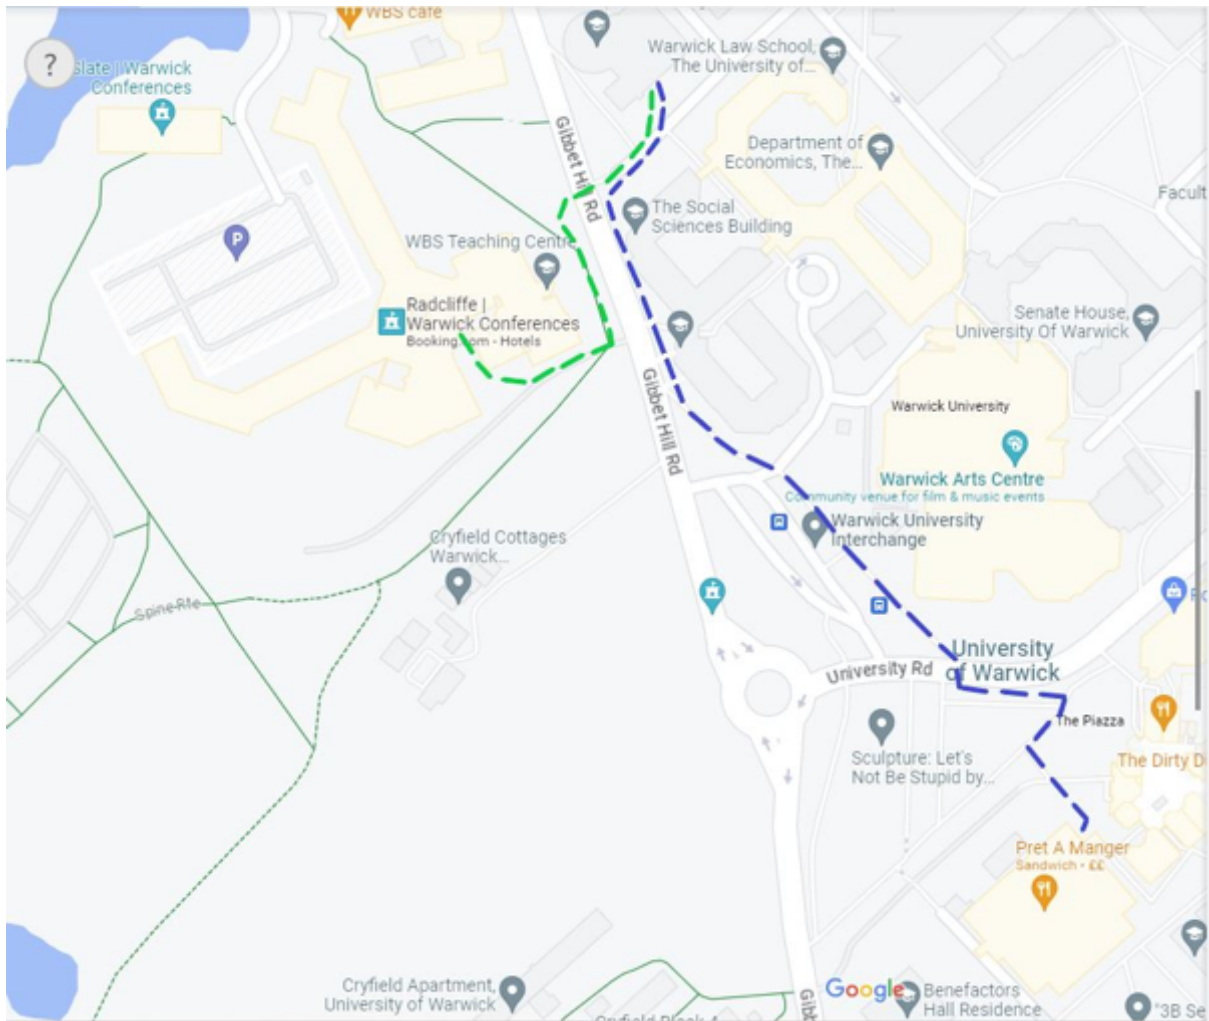 WBS cafe
?
Slate | Warwick
Conferences
Warwick Law School,
The University of...
Gibbet Hill Rd
Department of
Economics, The...
Facult
The Social
Sciences Building
P
WBS Teaching Centre
Radcliffe |
Warwick Conferences
Booking.com - Hotels
Senate House,
University Of Warwick
Gibbet Hill Rd
Warwick University
Warwick Arts Centre
Community venue for film & music events
Warwick University
Interchange
Cryfield Cottages
Warwick...
Spine Rte
University
of Warwick
University Rd
The Piazza
Sculpture: Let's
Not Be Stupid by...
The Dirty D
Pret A Manger
Sandwich • ££
Cryfield Apartment,
University of Warwick
Google
Benefactors
Hall Residence
Gibb
"3B Se
Cryfield Block 4